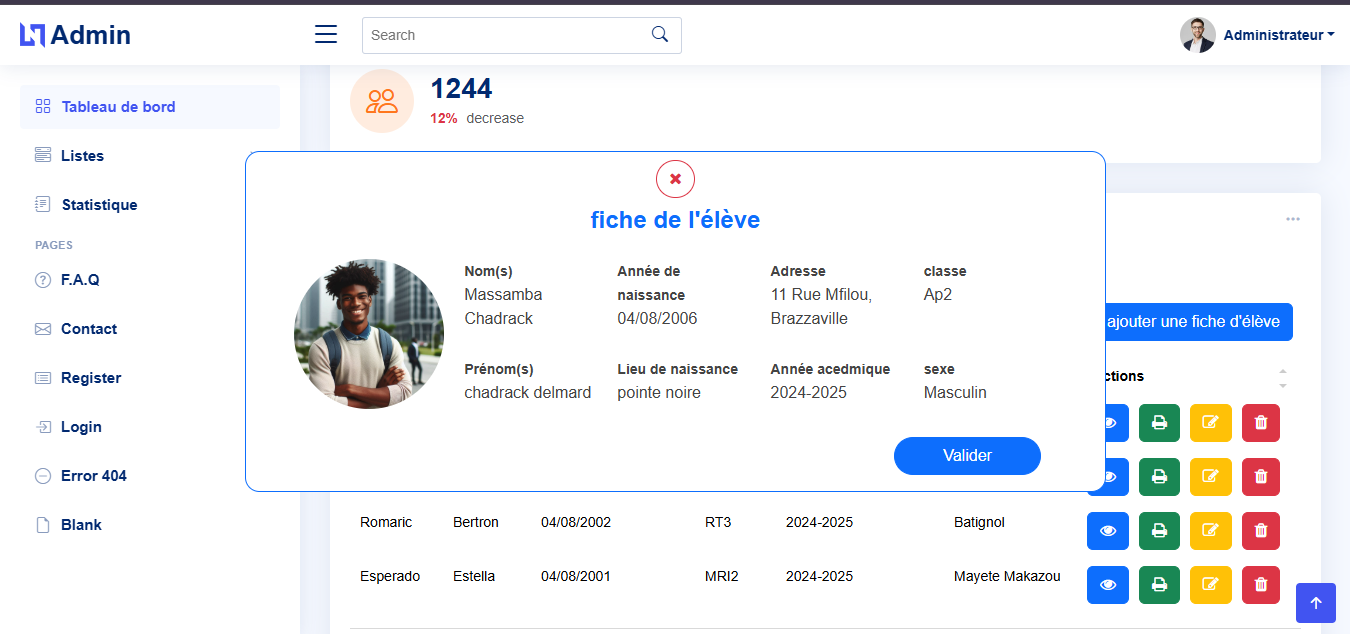 Admin
Search
Administrateur
Tableau de bord
Listes
Statistique
PAGES
F.A.Q
Contact
Register
Login
Error 404
Blank
1244
12% decrease
fiche de l'élève
Nom(s)
Massamba
Chadrack
Année de
naissance
04/08/2006
Adresse
11 Rue Mfilou,
Brazzaville
classe
Ap2
Prénom(s)
chadrack delmard
Lieu de naissance
pointe noire
Année acedmique
2024-2025
sexe
Masculin
Valider
ajouter une fiche d'élève
ctions
Romaric Bertron 04/08/2002 RT3 2024-2025 Batignol
Esperado Estella 04/08/2001 MRI2 2024-2025 Mayete Makazou